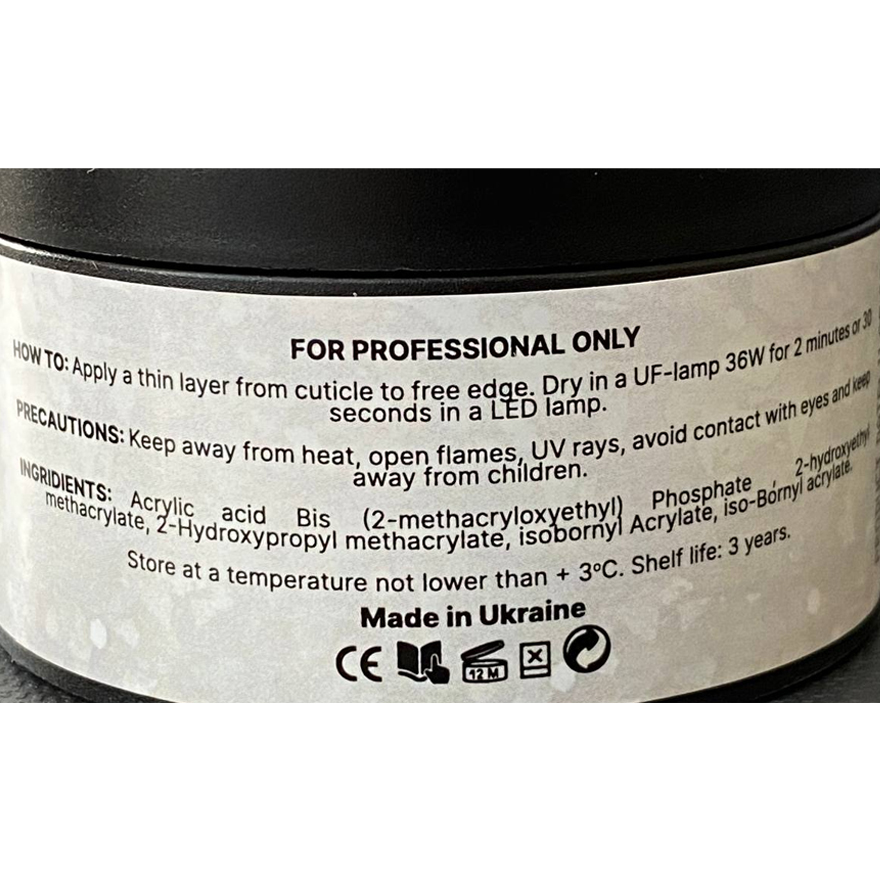 FOR PROFESSIONAL ONLY
HOW TO: Apply a thin layer from cuticle to free edge. Dry in a UF-lamp 36W for 2 minutes or 30
seconds in a LED lamp.
PRECAUTIONS: Keep away from heat, open flames, UV rays, avoid contact with eyes and keep
away from children.
INGRIDIENTS: Acrylic acid Bis (2-methacryloxyethyl) Phosphate , 2-hydroxyethyl
methacrylate, 2-Hydroxypropyl methacrylate, isobornyl Acrylate, iso-Bornyl acrylate.
Store at a temperature not lower than + 3ºC. Shelf life: 3 years.
Made in Ukraine
CE 12 M